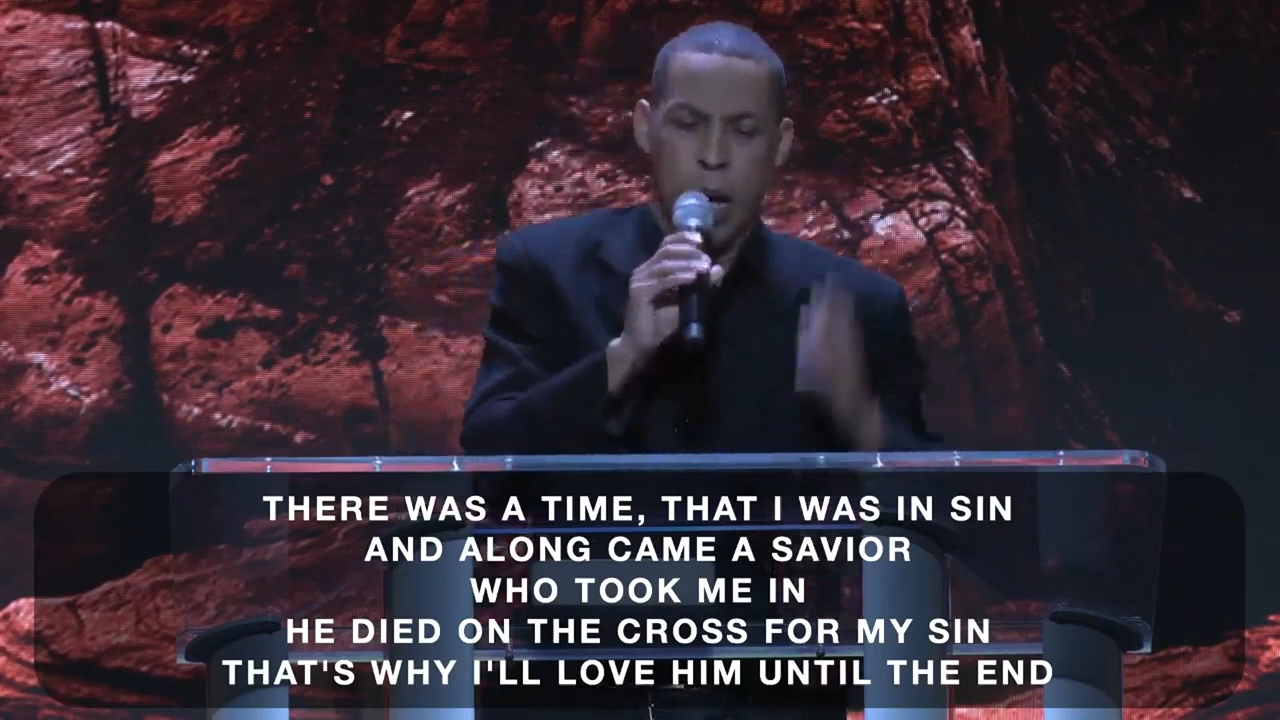 THERE WAS A TIME, THAT I WAS IN SIN
AND ALONG CAME A SAVIOR
WHO TOOK ME IN
HE DIED ON THE CROSS FOR MY SIN
THAT'S WHY I'LL LOVE HIM UNTIL THE END